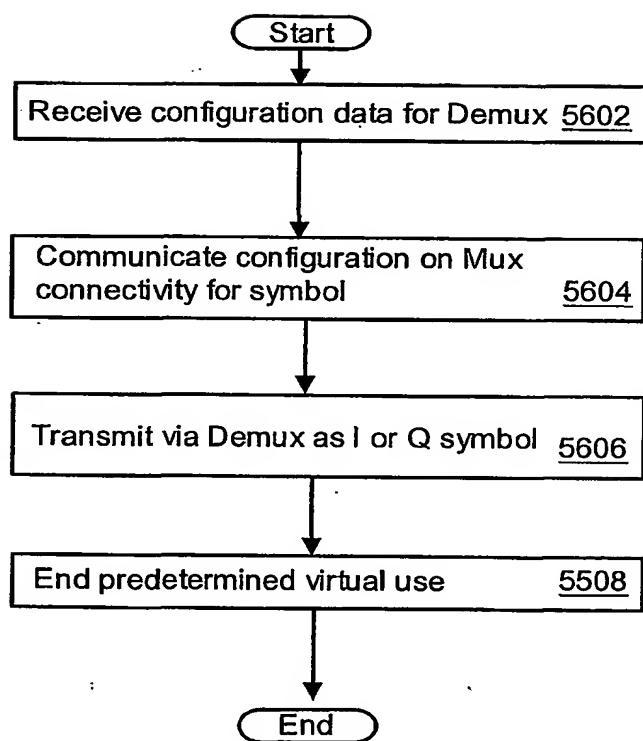 Start
Receive configuration data for Demux 5602
Communicate configuration on Mux
connectivity for symbol 5604
Transmit via Demux as I or Q symbol 5606
End predetermined virtual use 5508
End